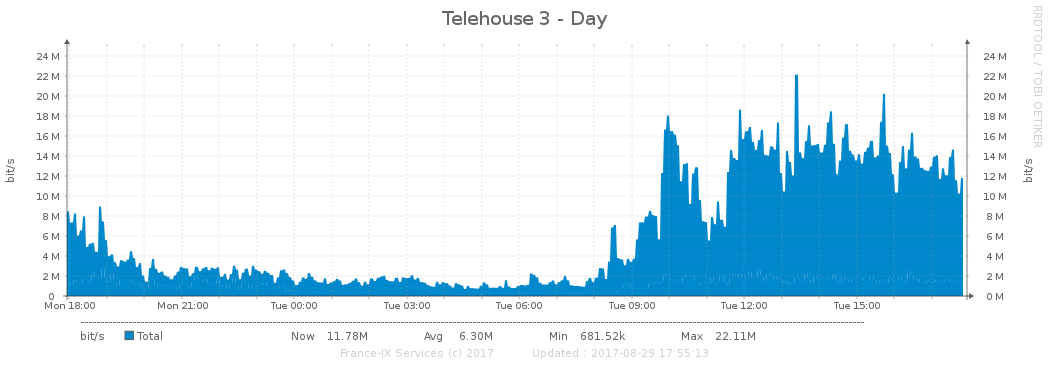 Telehouse 3 - Day
RRDTOOL / TOBI OETIKER
bit/s
24 M 24 M
22 M 22 M
20 M 20 M
18 M 18 M
16 M 16 M
14 M 14 M
12 M 12 M
10 M 10 M
8 M 8 M
6 M 6 M
4 M 4 M
2 M 2 M
0 0 M
bit/s
Mon 18:00 Mon 21:00 Tue 00:00 Tue 03:00 Tue 06:00 Tue 09:00 Tue 12:00 Tue 15:00
bit/s Total Now 11.78M Avg 6.30M Min 681.52k Max 22.11M
France-IX Services (c) 2017 Updated : 2017-08-29 17:55:13